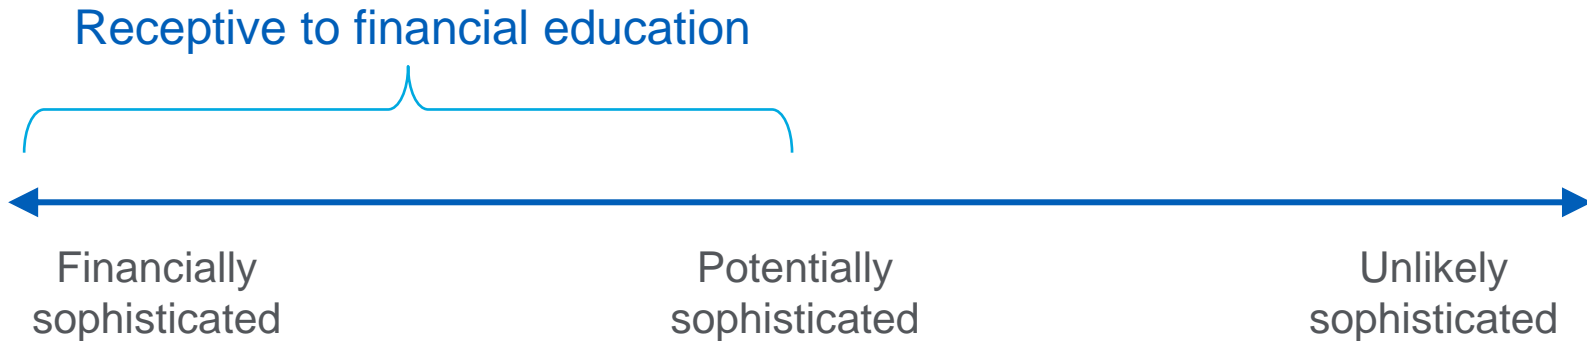 Receptive to financial education
Financially
sophisticated
Potentially
sophisticated
Unlikely
sophisticated